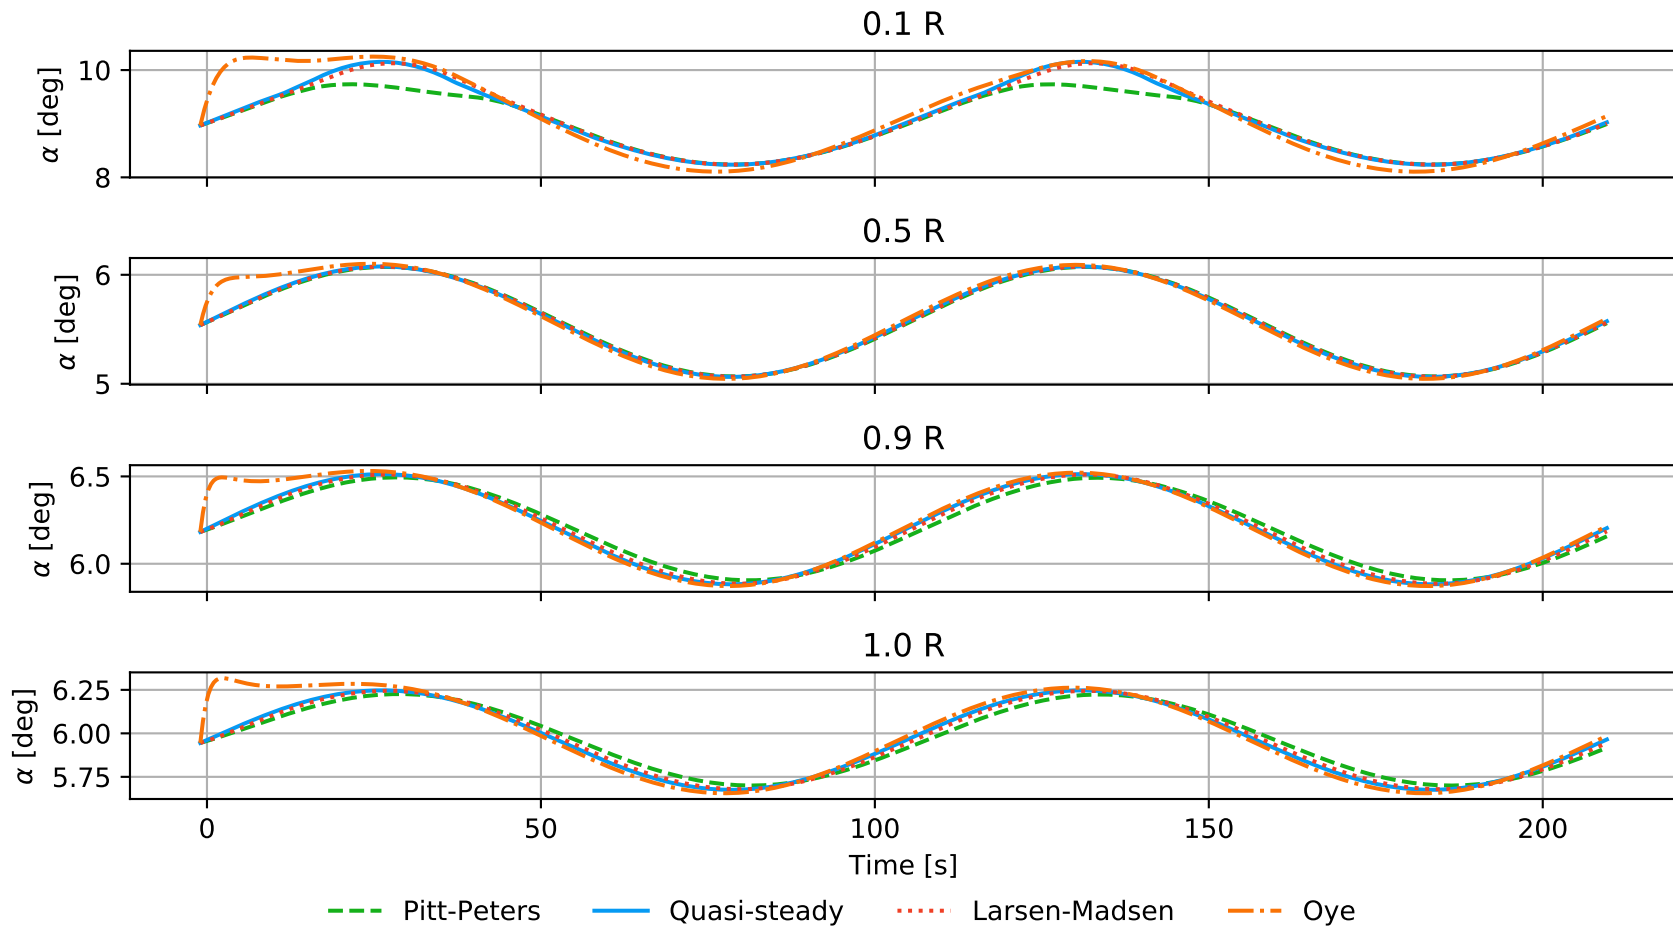 0.1 R
10
8
α [deg]
0.5 R
6
5
α [deg]
0.9 R
6.5
6.0
α [deg]
1.0 R
6.25
6.00
5.75
α [deg]
0 50 100 150 200
Time [s]
Pitt-Peters Quasi-steady Larsen-Madsen Oye